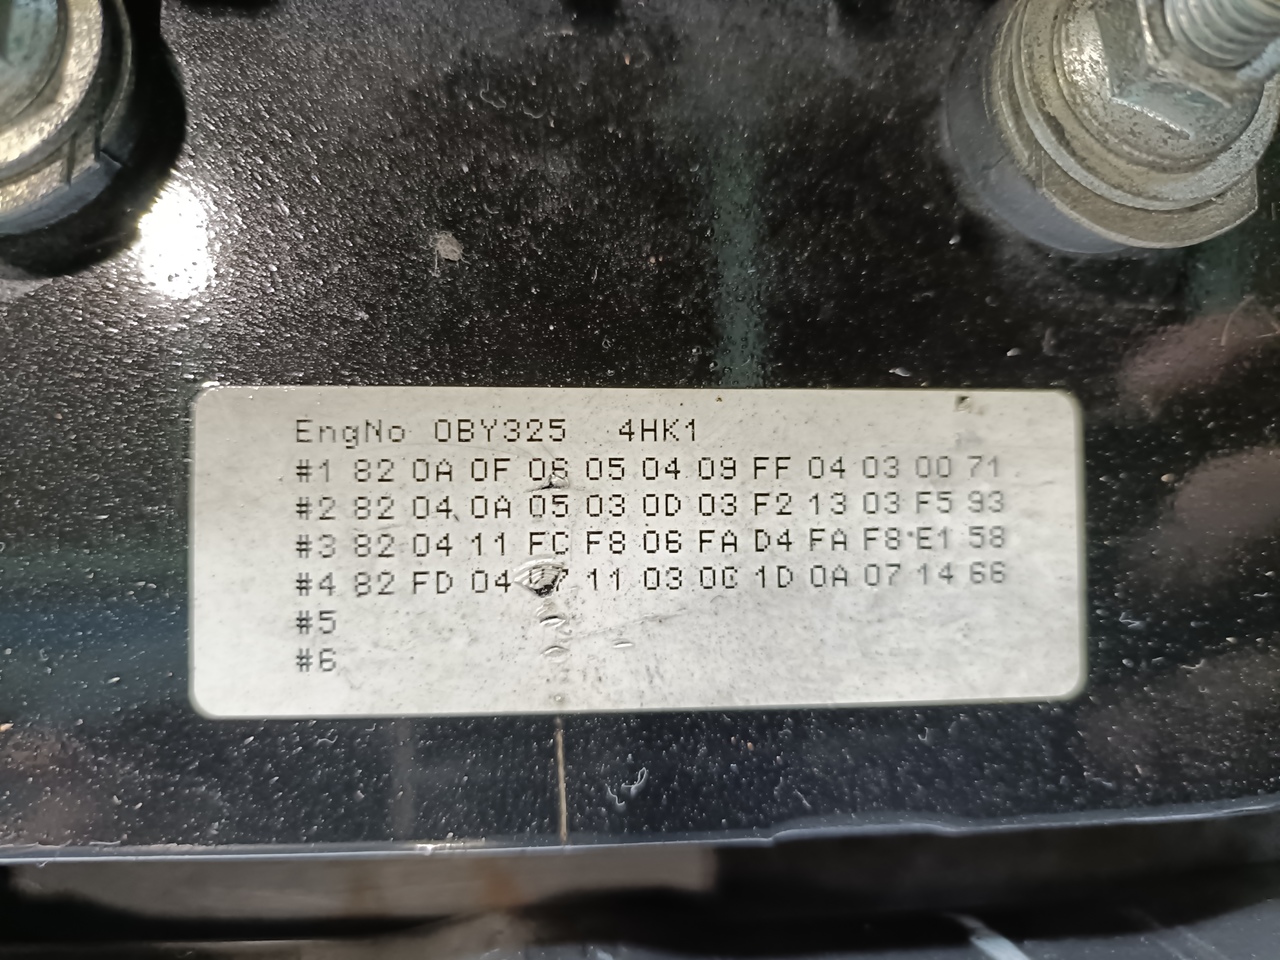 EngNo 0BY325 4HK1
#1 82 0A 0F 06 05 04 09 FF 04 03 00 71
#2 82 04 0A 05 03 0D 03 F2 13 03 F5 93
#3 82 04 11 FC F8 06 FA D4 FA F8 E1 58
#4 82 FD 04 11 03 0C 1D 0A 07 14 66
#5
#6